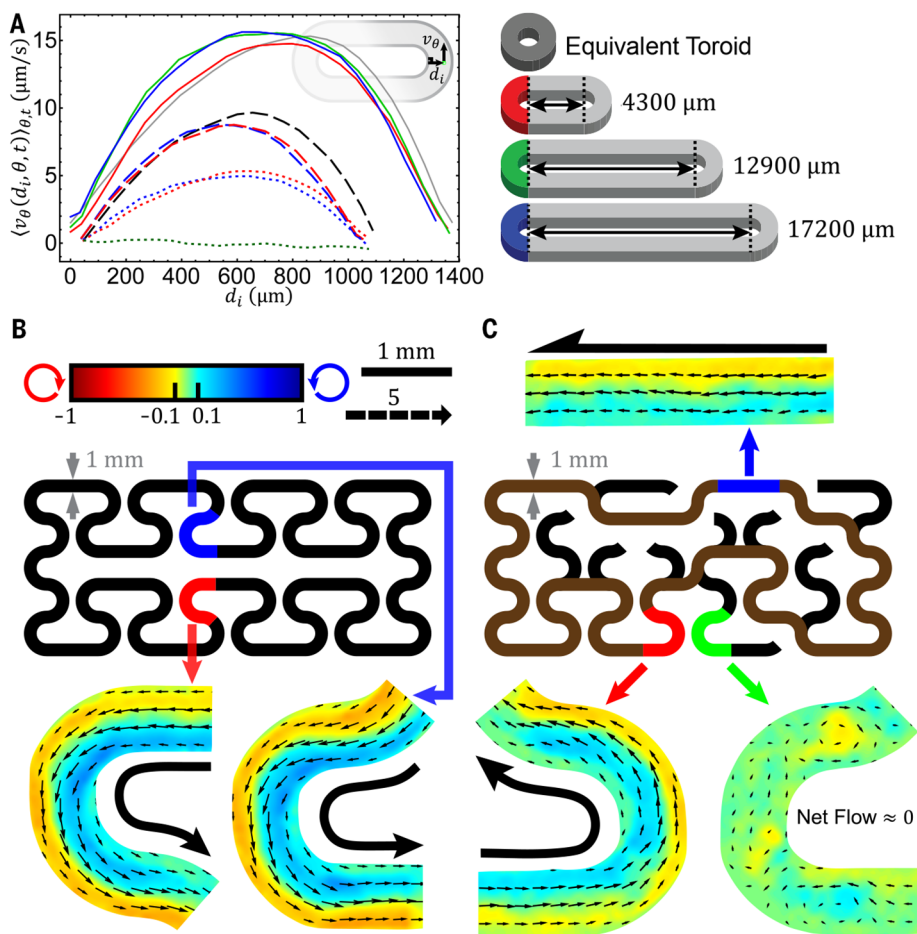 A
⟨v_θ(d_i, θ, t)⟩_θ,t (μm/s)
15
10
5
0
0
200
400
600
800
1000
1200
1400
d_i (μm)
v_θ
d_i
Equivalent Toroid
4300 μm
12900 μm
17200 μm
B
−1
−0.1
0.1
1
1 mm
5
1 mm
C
1 mm
Net Flow ≈ 0